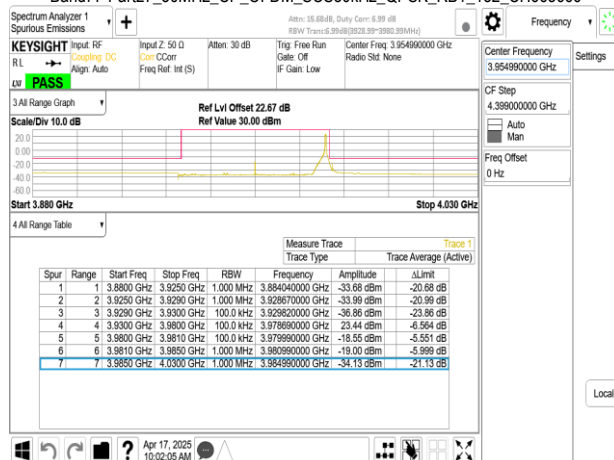 Spectrum Analyzer 1
Spurious Emissions
Attn: 15.68dB, Duty Corr: 6.99 dB
RBW Trans:6.99dB(3928.99~3980.99MHz)
Frequency
KEYSIGHT
Input: RF
Input Z: 50 Ω
Atten: 30 dB
Trig: Free Run
Center Freq: 3.954990000 GHz
RL
Coupling: DC
Corr CCorr
Gate: Off
Radio Std: None
Align: Auto
Freq Ref: Int (S)
IF Gain: Low
LXI
PASS
Center Frequency
3.954990000 GHz
Settings
CF Step
4.399000000 GHz
Auto
Man
Freq Offset
0 Hz
3 All Range Graph
Ref Lvl Offset 22.67 dB
Scale/Div 10.0 dB
Ref Value 30.00 dBm
20.0
0.00
-20.0
-40.0
-60.0
Start 3.880 GHz
Stop 4.030 GHz
4 All Range Table
Measure Trace Trace 1
Trace Type Trace Average (Active)
Spur Range Start Freq Stop Freq RBW Frequency Amplitude ΔLimit
1 1 3.8800 GHz 3.9250 GHz 1.000 MHz 3.884040000 GHz -33.68 dBm -20.68 dB
2 2 3.9250 GHz 3.9290 GHz 1.000 MHz 3.928670000 GHz -33.99 dBm -20.99 dB
3 3 3.9290 GHz 3.9300 GHz 100.0 kHz 3.929820000 GHz -36.86 dBm -23.86 dB
4 4 3.9300 GHz 3.9800 GHz 100.0 kHz 3.978690000 GHz 23.44 dBm -6.564 dB
5 5 3.9800 GHz 3.9810 GHz 100.0 kHz 3.979990000 GHz -18.55 dBm -5.551 dB
6 6 3.9810 GHz 3.9850 GHz 1.000 MHz 3.980990000 GHz -19.00 dBm -5.999 dB
7 7 3.9850 GHz 4.0300 GHz 1.000 MHz 3.984990000 GHz -34.13 dBm -21.13 dB
Local
Apr 17, 2025
10:02:05 AM